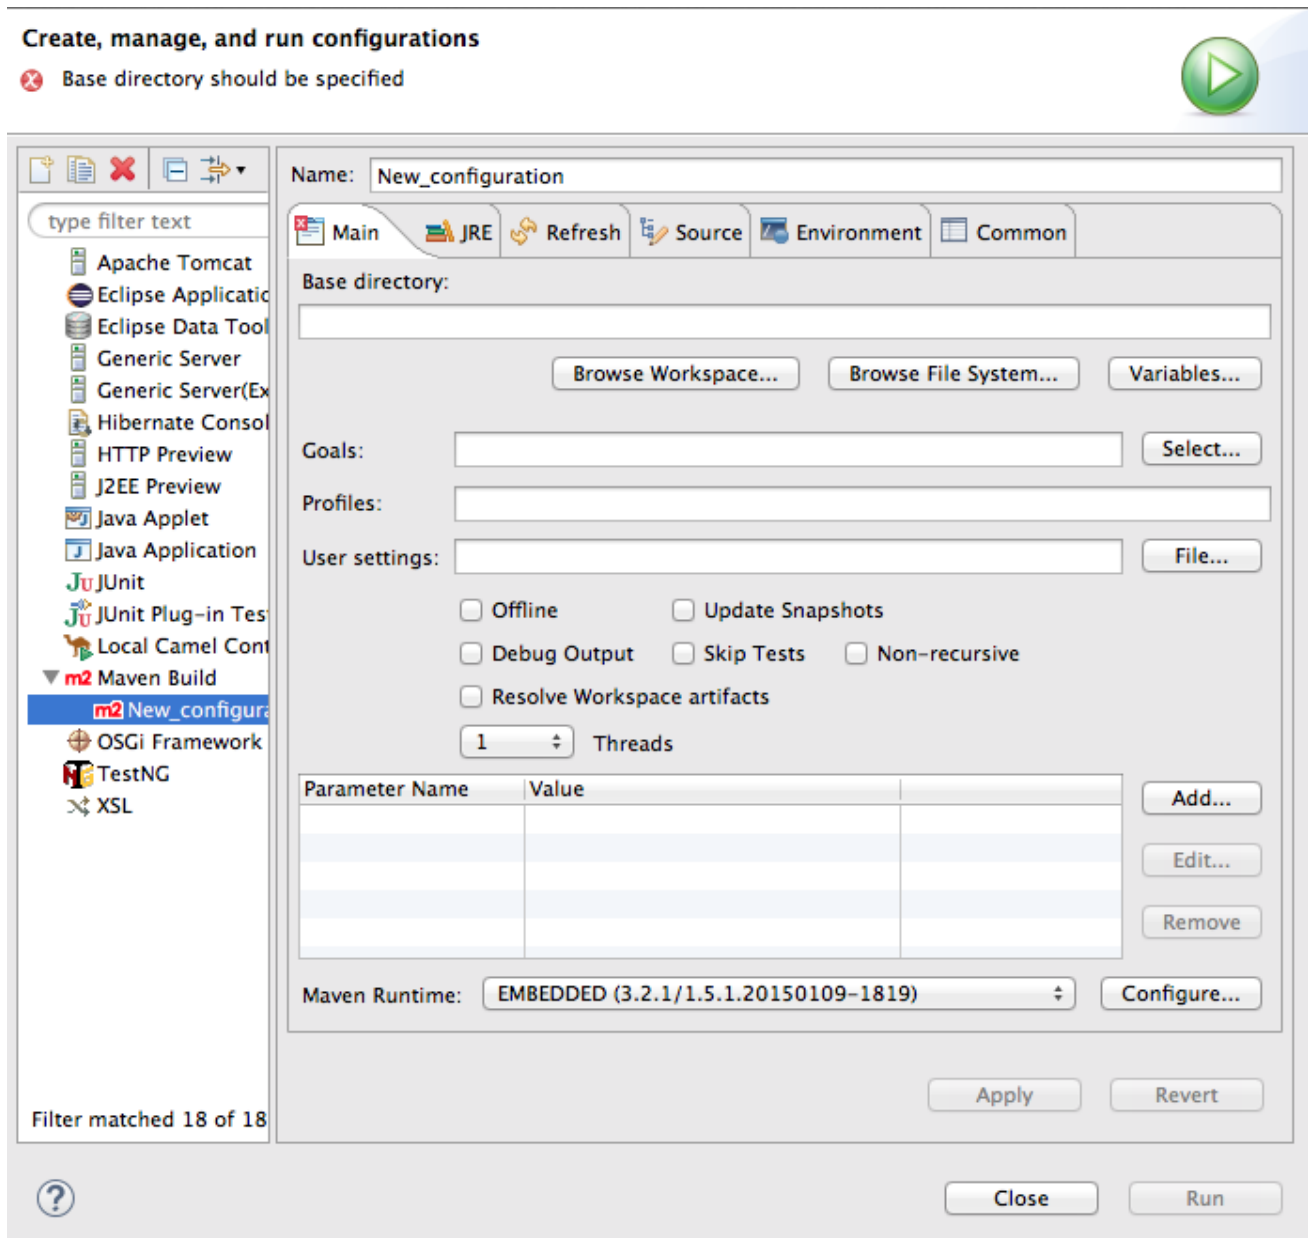 Create, manage, and run configurations
Base directory should be specified
type filter text
Apache Tomcat
Eclipse Applicatic
Eclipse Data Tool
Generic Server
Generic Server(Ex
Hibernate Consol
HTTP Preview
J2EE Preview
Java Applet
Java Application
JUnit
JUnit Plug-in Tes
Local Camel Cont
m2 Maven Build
m2 New_configura
OSGi Framework
TestNG
XSL
Filter matched 18 of 18
Name: New_configuration
Main JRE Refresh Source Environment Common
Base directory:
Browse Workspace... Browse File System... Variables...
Goals: Select...
Profiles:
User settings: File...
Offline Update Snapshots
Debug Output Skip Tests Non-recursive
Resolve Workspace artifacts
1 Threads
Parameter Name Value
Add...
Edit...
Remove
Maven Runtime: EMBEDDED (3.2.1/1.5.1.20150109-1819) Configure...
Apply Revert
Close Run